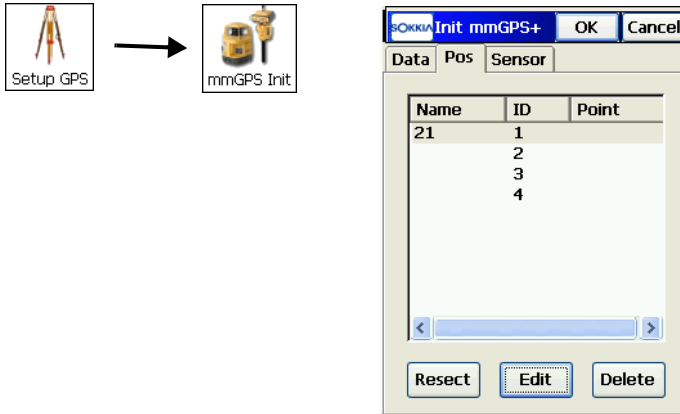 Setup GPS
mmGPS Init
SOKKIA Init mmGPS+ OK Cancel
Data Pos Sensor
Name ID Point
21 1
2
3
4
Resect Edit Delete